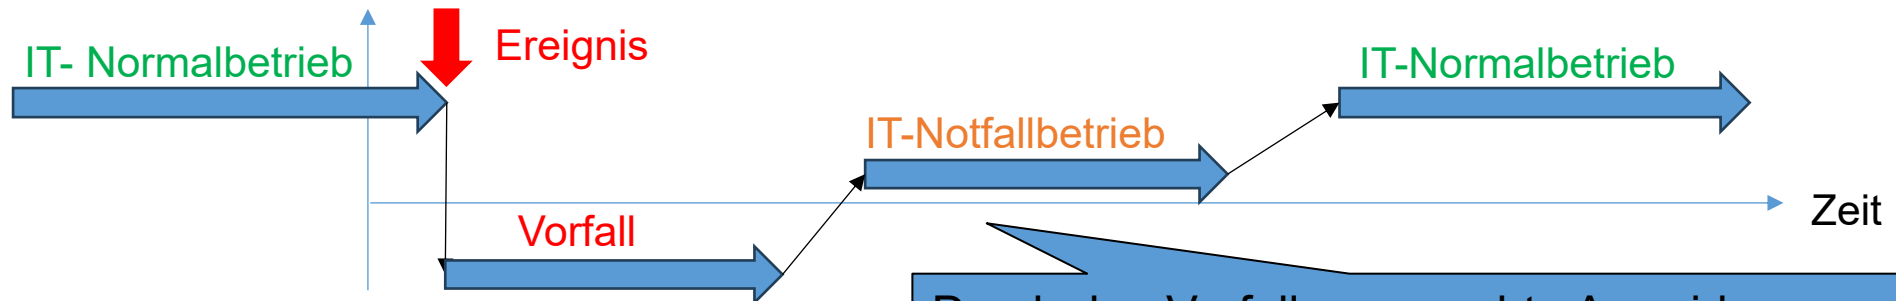 IT- Normalbetrieb
Ereignis
IT-Normalbetrieb
IT-Notfallbetrieb
Zeit
Vorfall